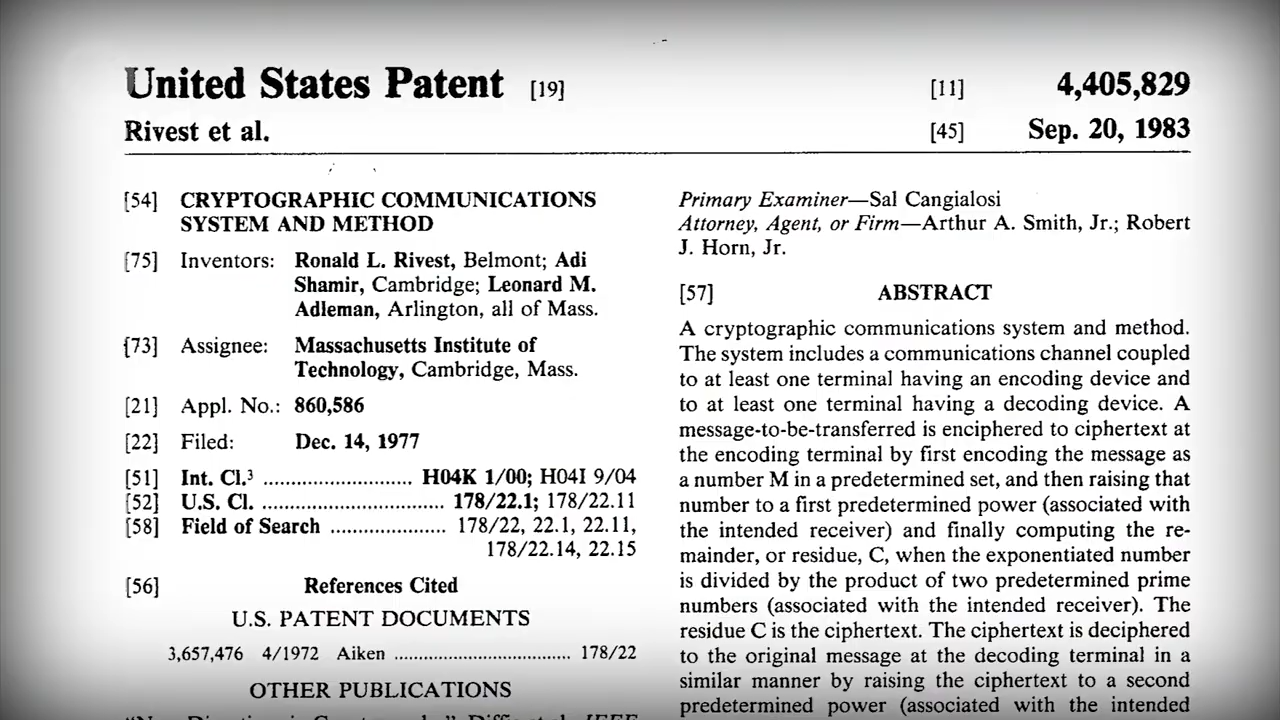 United States Patent [19] [11] 4,405,829
Rivest et al. [45] Sep. 20, 1983
[54] CRYPTOGRAPHIC COMMUNICATIONS
SYSTEM AND METHOD
[75] Inventors: Ronald L. Rivest, Belmont; Adi
Shamir, Cambridge; Leonard M.
Adleman, Arlington, all of Mass.
[73] Assignee: Massachusetts Institute of
Technology, Cambridge, Mass.
[21] Appl. No.: 860,586
[22] Filed: Dec. 14, 1977
[51] Int. Cl.³ ............................ H04K 1/00; H04I 9/04
[52] U.S. Cl. .................................... 178/22.1; 178/22.11
[58] Field of Search ..................... 178/22, 22.1, 22.11,
178/22.14, 22.15
[56] References Cited
U.S. PATENT DOCUMENTS
3,657,476 4/1972 Aiken .................................... 178/22
OTHER PUBLICATIONS
Diffie et al. IEEE
Primary Examiner—Sal Cangialosi
Attorney, Agent, or Firm—Arthur A. Smith, Jr.; Robert
J. Horn, Jr.
[57] ABSTRACT
A cryptographic communications system and method.
The system includes a communications channel coupled
to at least one terminal having an encoding device and
to at least one terminal having a decoding device. A
message-to-be-transferred is enciphered to ciphertext at
the encoding terminal by first encoding the message as
a number M in a predetermined set, and then raising that
number to a first predetermined power (associated with
the intended receiver) and finally computing the re-
mainder, or residue, C, when the exponentiated number
is divided by the product of two predetermined prime
numbers (associated with the intended receiver). The
residue C is the ciphertext. The ciphertext is deciphered
to the original message at the decoding terminal in a
similar manner by raising the ciphertext to a second
predetermined power (associated with the intended